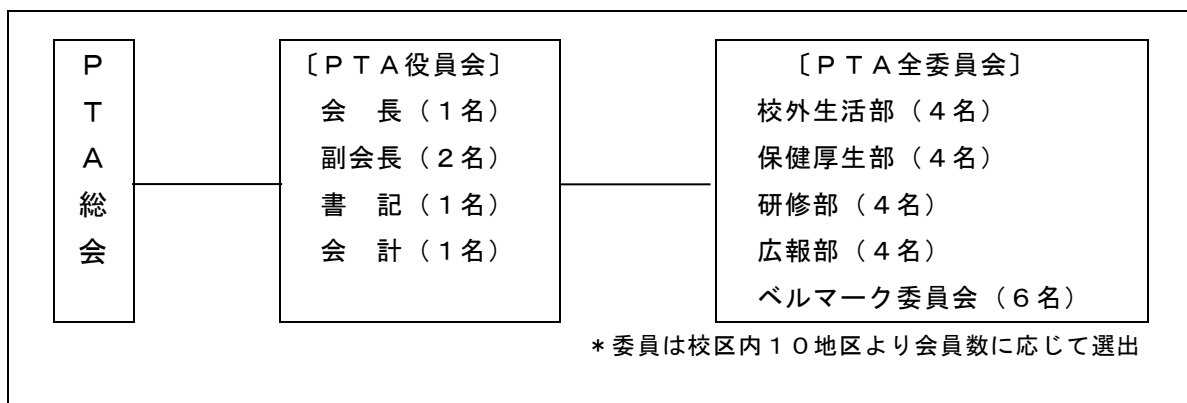 PTA総会
〔PTA役員会〕
会　長（1名）
副会長（2名）
書　記（1名）
会　計（1名）
〔PTA全委員会〕
校外生活部（4名）
保健厚生部（4名）
研修部（4名）
広報部（4名）
ベルマーク委員会（6名）
＊委員は校区内10地区より会員数に応じて選出